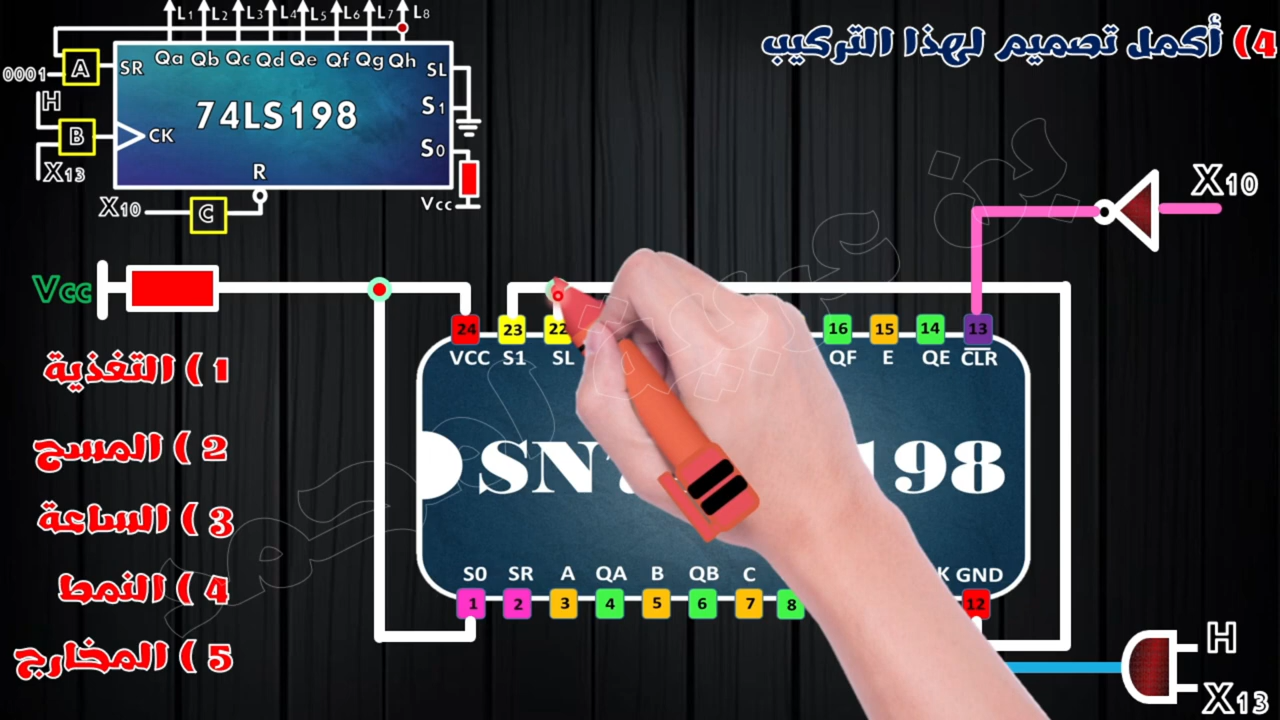 4) أكمل تصميم لهذا التركيب
L1 L2 L3 L4 L5 L6 L7 L8
Qa Qb Qc Qd Qe Qf Qg Qh
0001 A SR SL
H
74LS198
S1
B CK
S0
X13
R
X10 C
Vcc
X10
Vcc
24 23 22 16 15 14 13
VCC S1 SL QF E QE CLR
1 ) التغذية
2 ) المسح
3 ) الساعة
4 ) النمط
5 ) المخارج
198
S0 SR A QA B QB C GND
1 2 3 4 5 6 7 8 12
H
X13